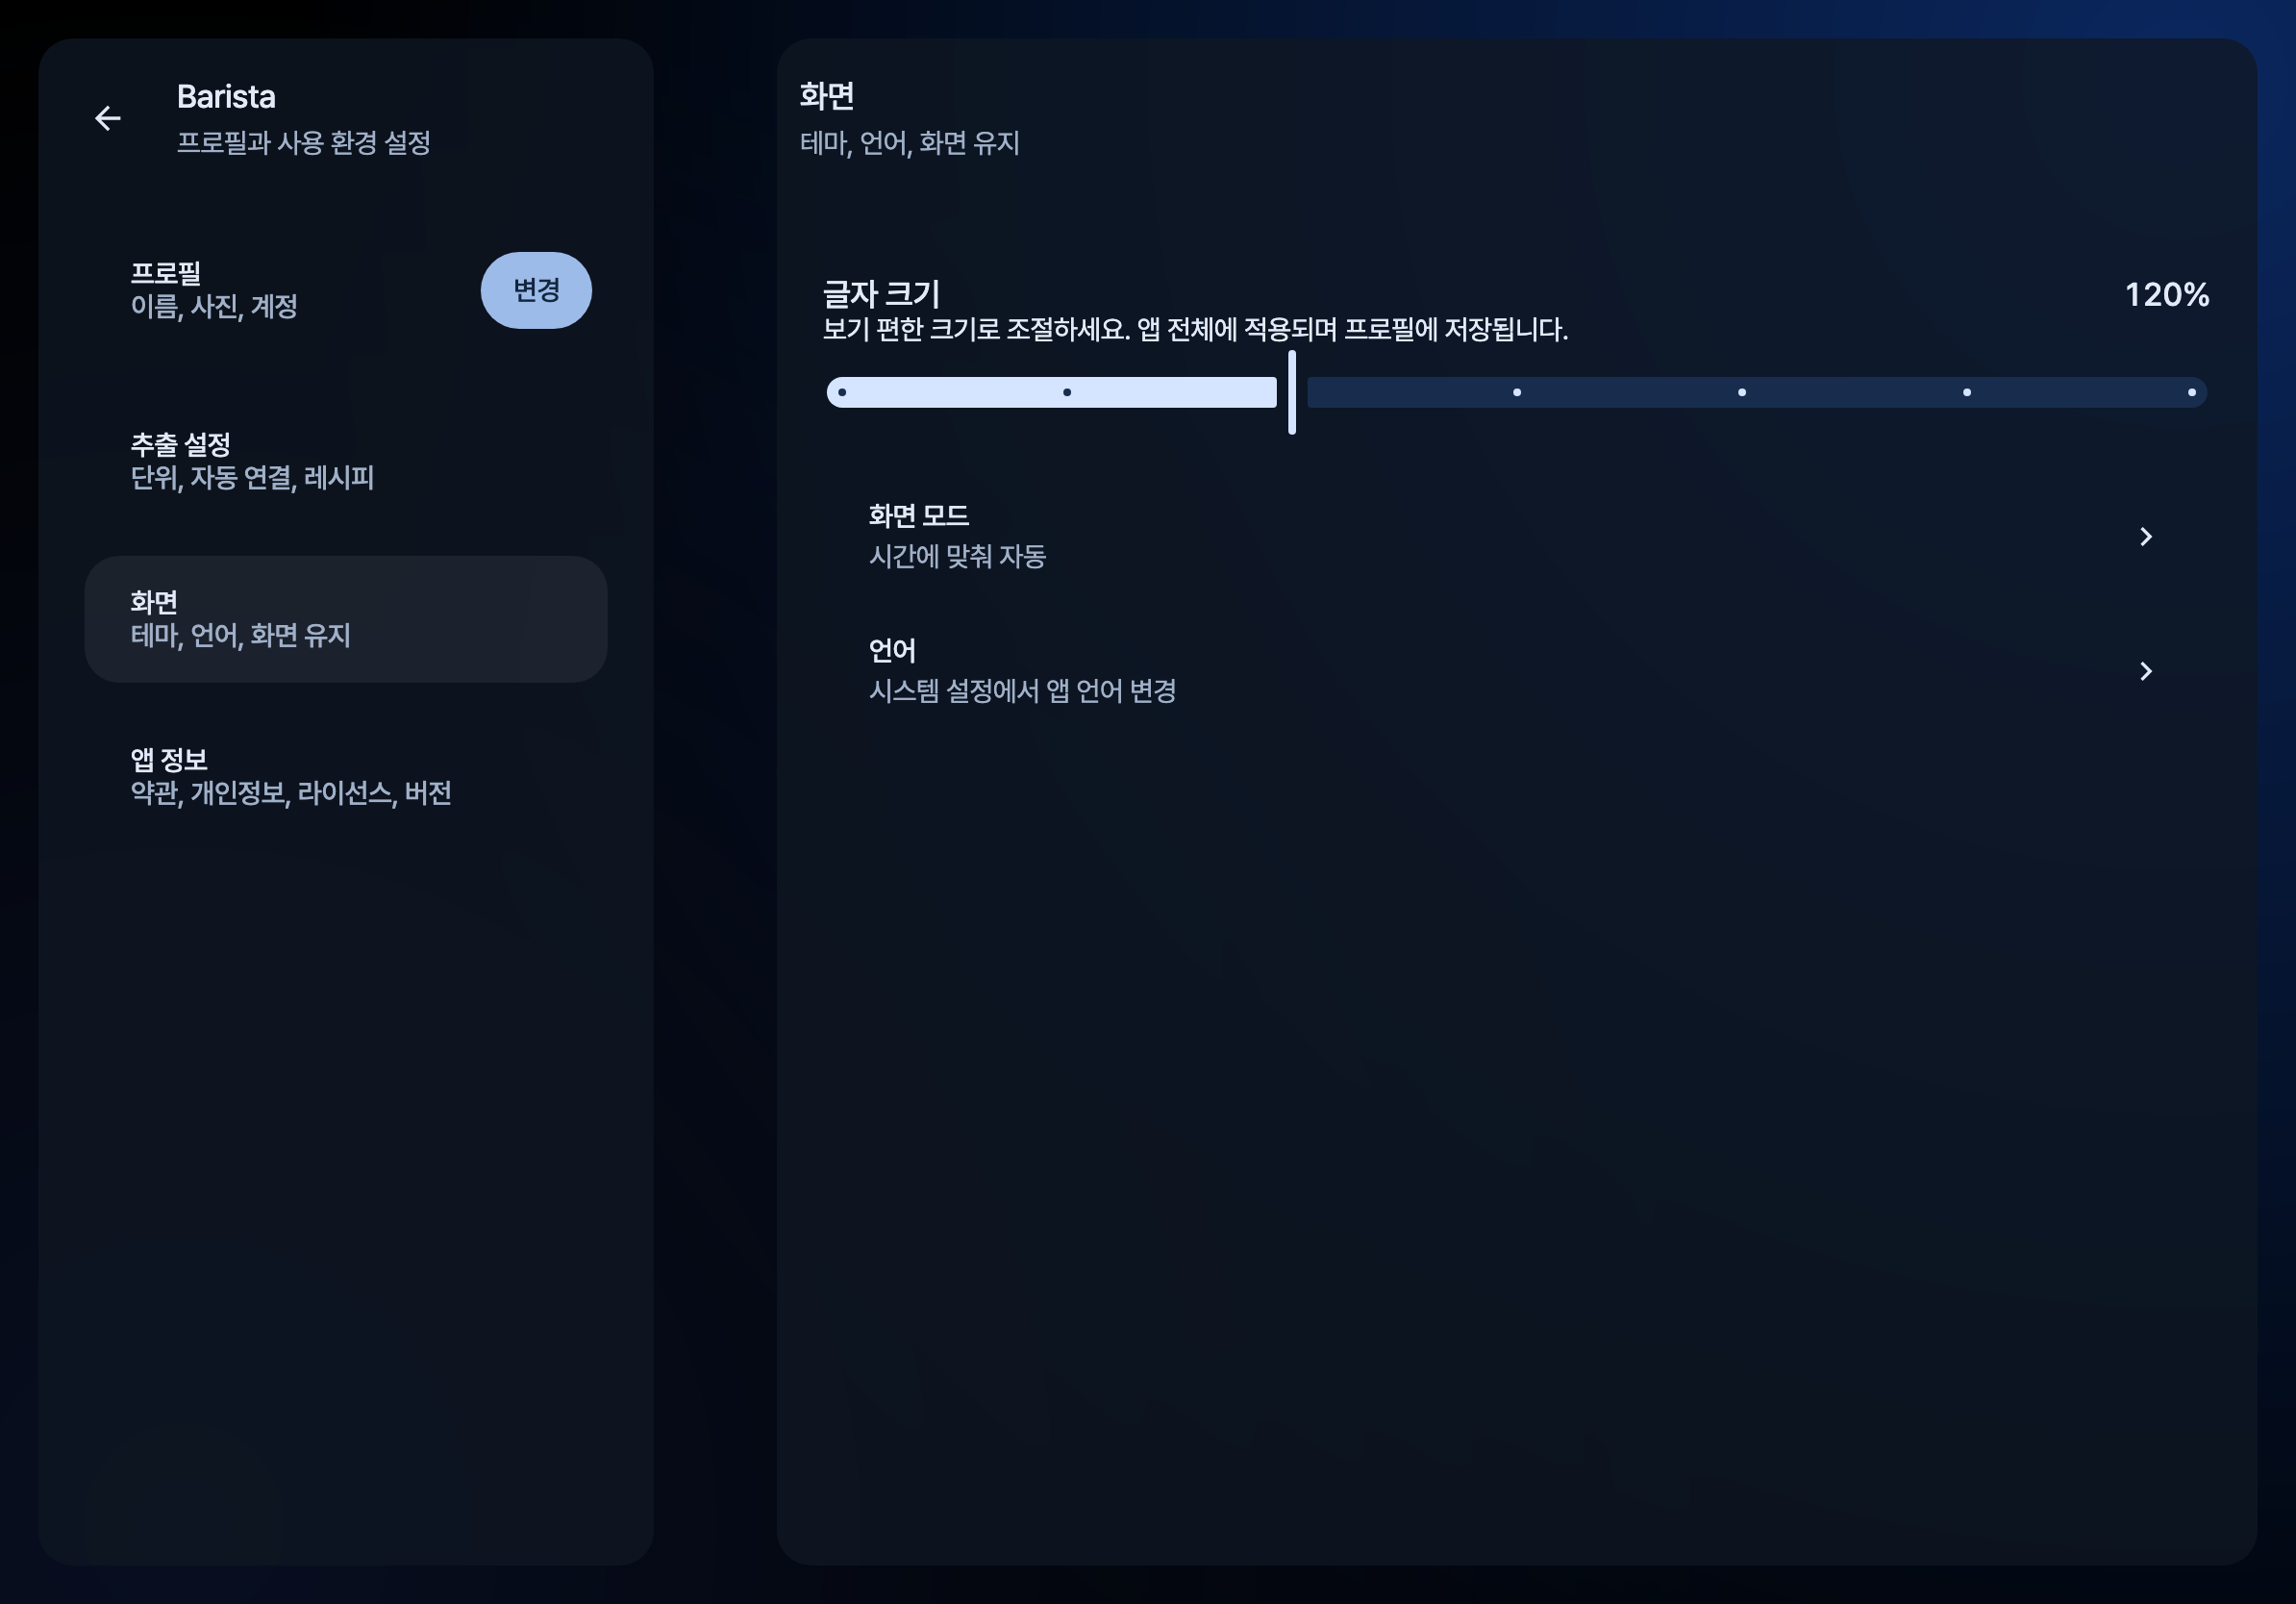 Barista
프로필과 사용 환경 설정
프로필
이름, 사진, 계정
변경
추출 설정
단위, 자동 연결, 레시피
화면
테마, 언어, 화면 유지
앱 정보
약관, 개인정보, 라이선스, 버전
화면
테마, 언어, 화면 유지
글자 크기
120%
보기 편한 크기로 조절하세요. 앱 전체에 적용되며 프로필에 저장됩니다.
화면 모드
시간에 맞춰 자동
언어
시스템 설정에서 앱 언어 변경